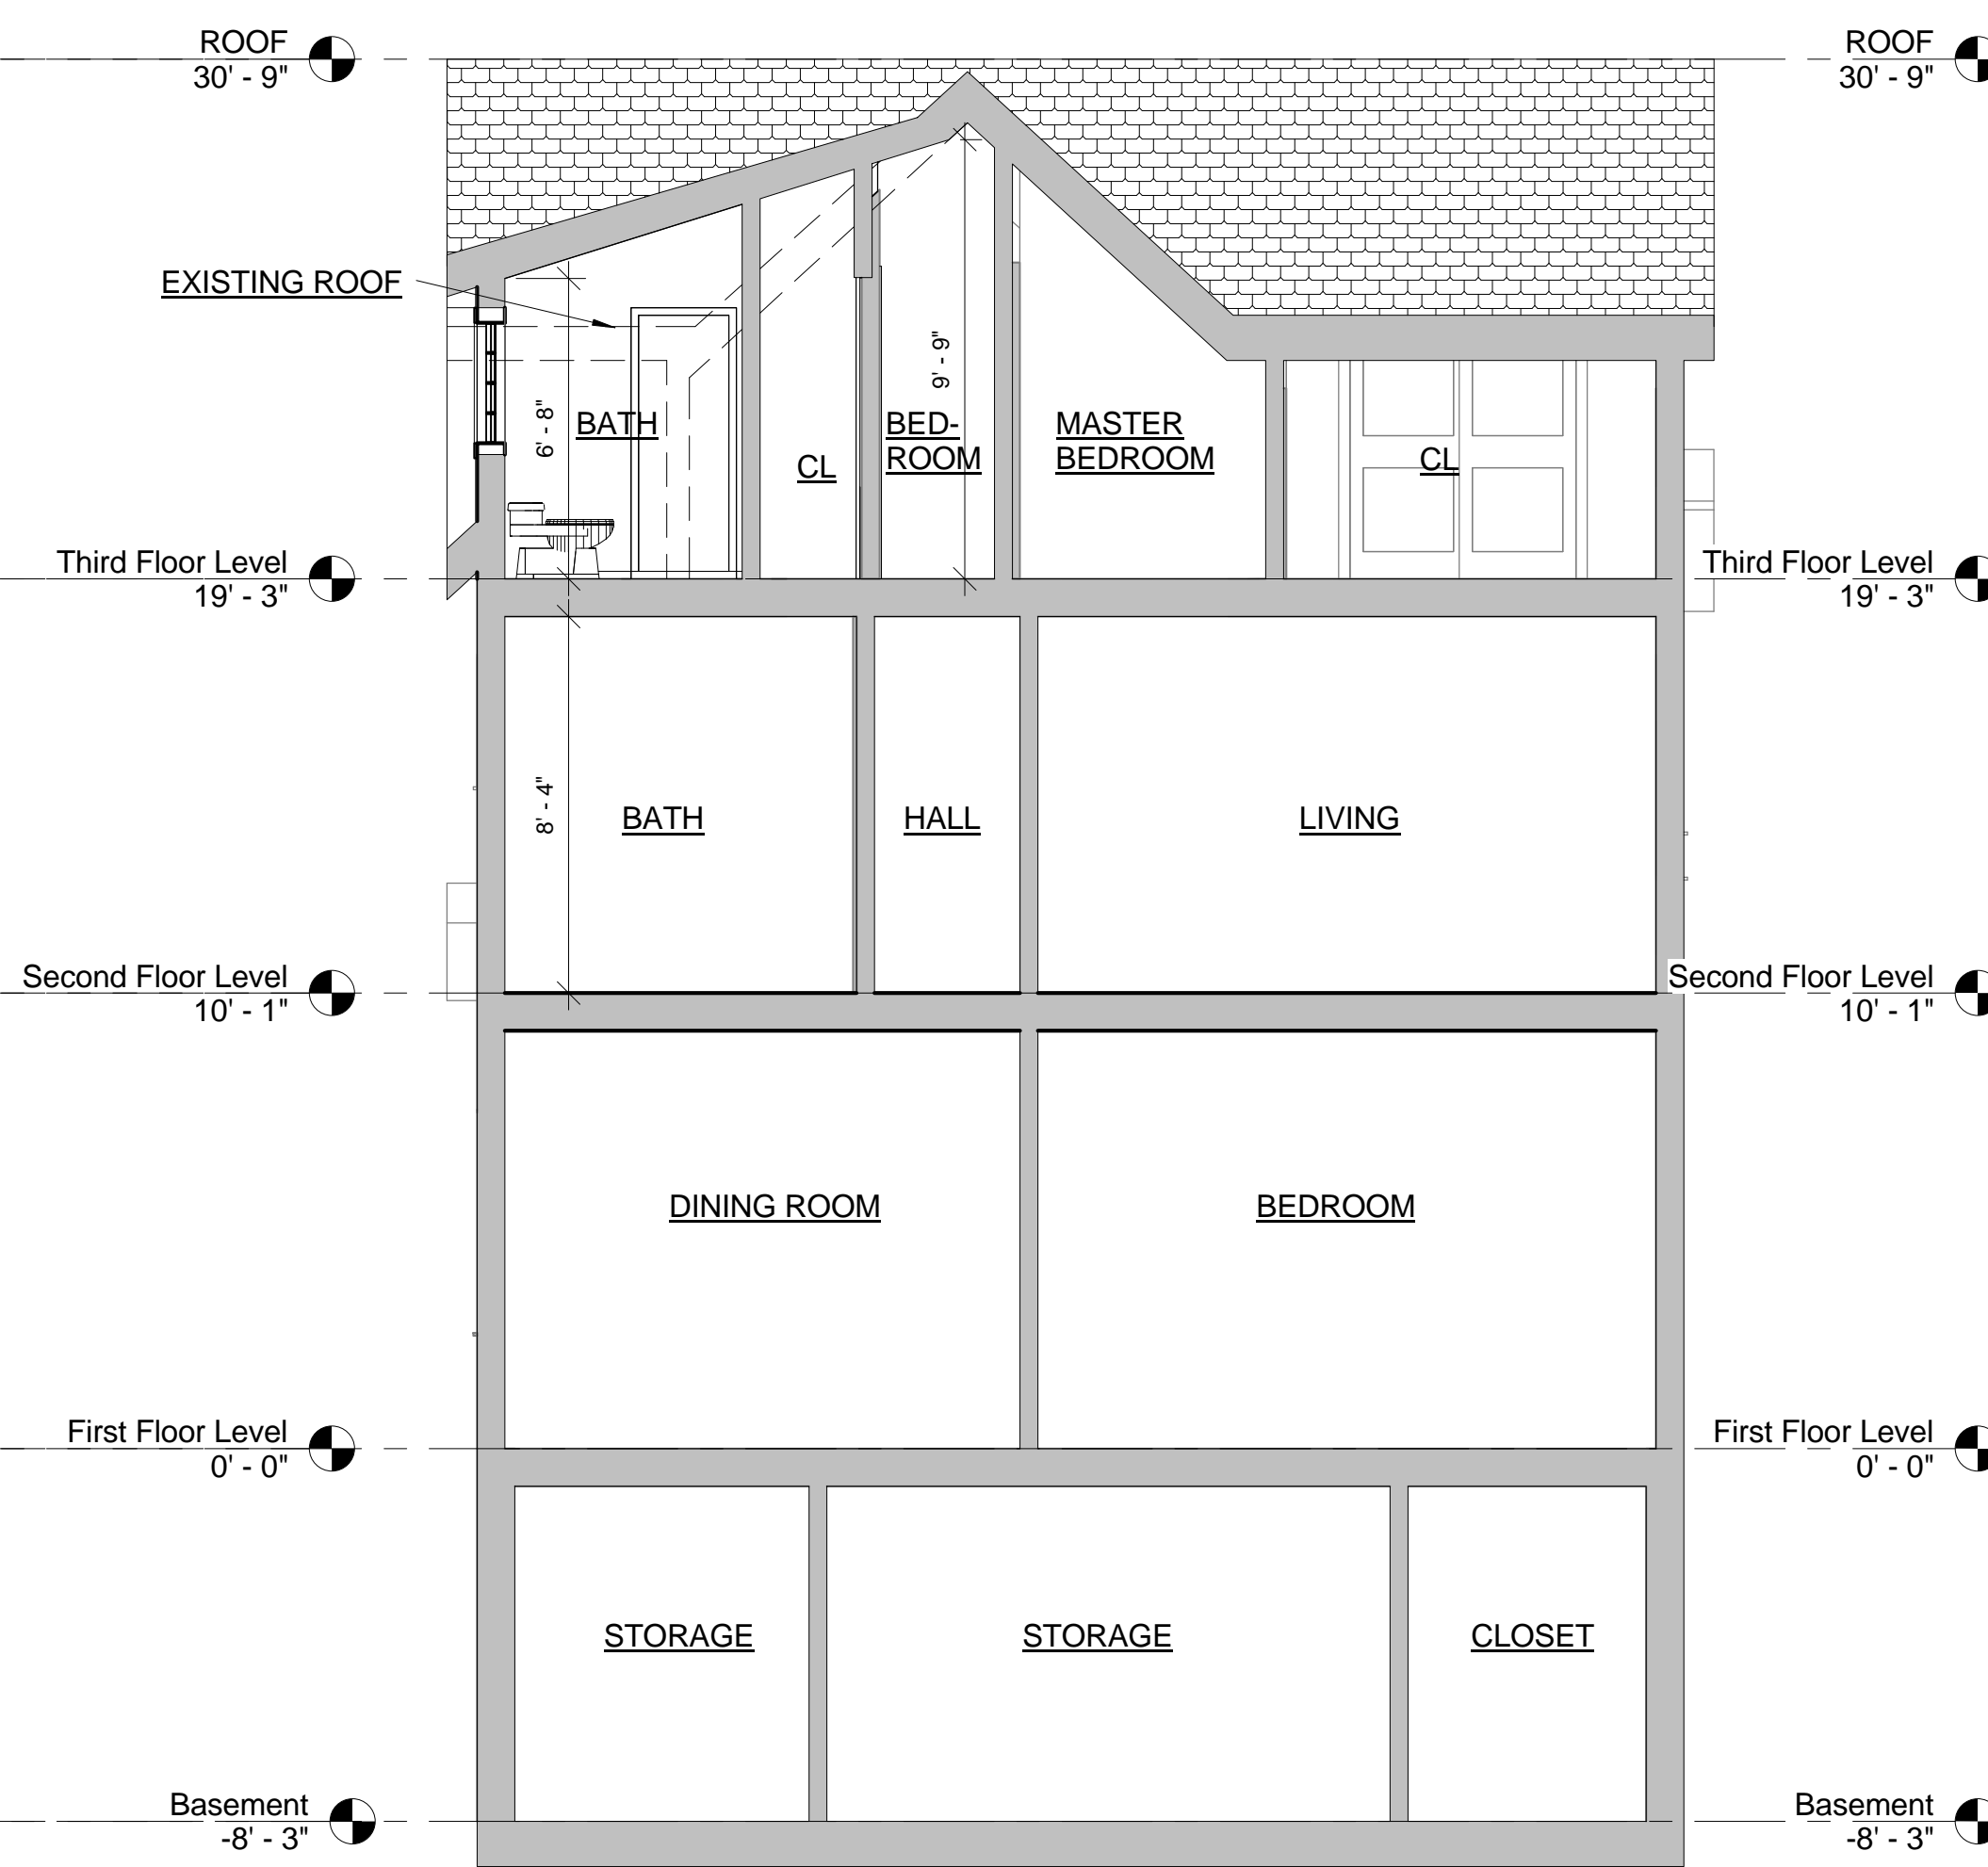 ROOF
30' - 9"
ROOF
30' - 9"
EXISTING ROOF
9' - 9"
6' - 8"
BATH
CL
BED-
ROOM
MASTER
BEDROOM
CL
Third Floor Level
19' - 3"
Third Floor Level
19' - 3"
8' - 4"
BATH
HALL
LIVING
Second Floor Level
10' - 1"
Second Floor Level
10' - 1"
DINING ROOM
BEDROOM
First Floor Level
0' - 0"
First Floor Level
0' - 0"
STORAGE
STORAGE
CLOSET
Basement
-8' - 3"
Basement
-8' - 3"